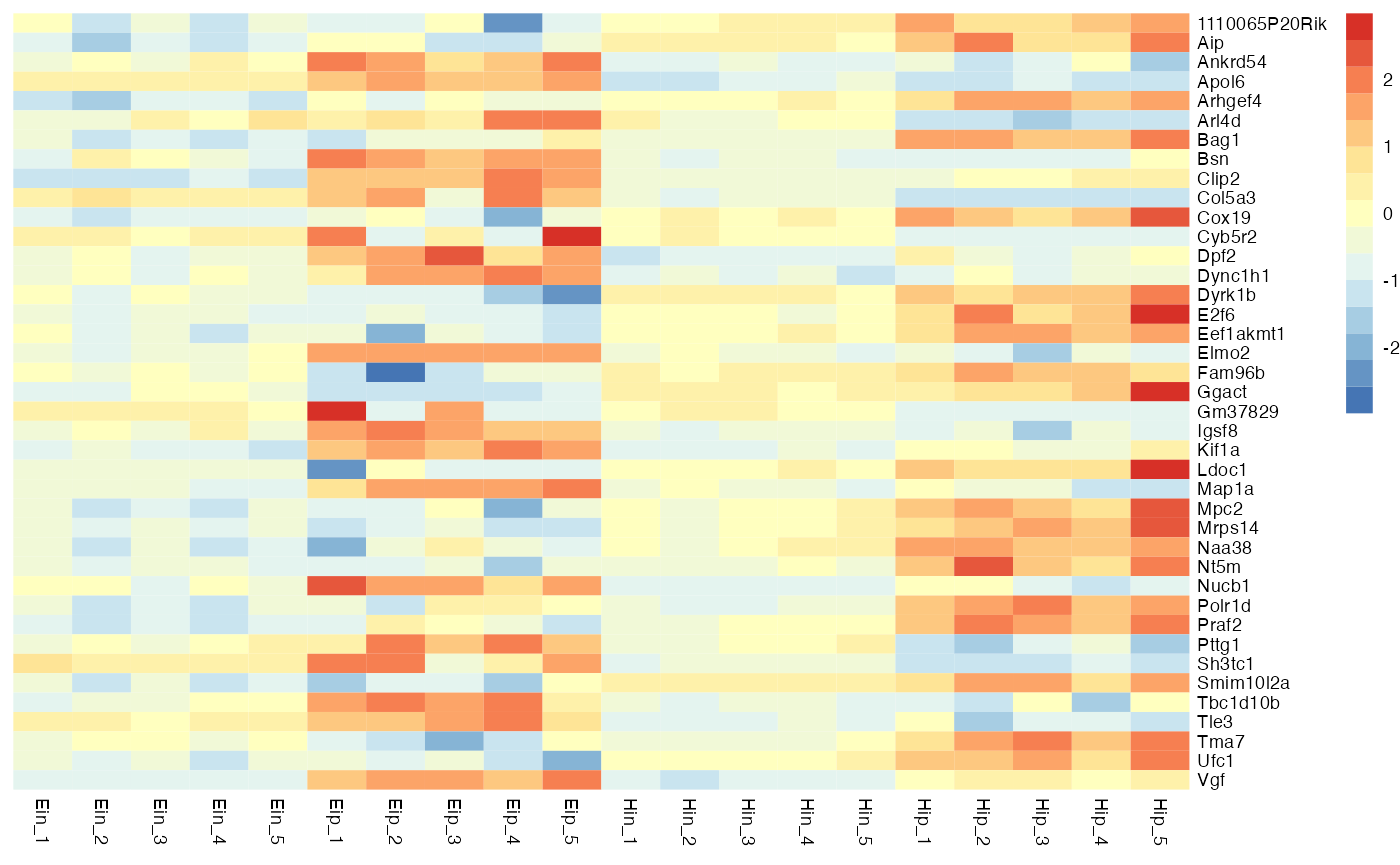 1110065P20Rik
Aip
Ankrd54
Apol6
Arhgef4
Arl4d
Bag1
Bsn
Clip2
Col5a3
Cox19
Cyb5r2
Dpf2
Dync1h1
Dyrk1b
E2f6
Eef1akmt1
Elmo2
Fam96b
Ggact
Gm37829
Igsf8
Kif1a
Ldoc1
Map1a
Mpc2
Mrps14
Naa38
Nt5m
Nucb1
Polr1d
Praf2
Pttg1
Sh3tc1
Smim10l2a
Tbc1d10b
Tle3
Tma7
Ufc1
Vgf
2
1
0
-1
-2
Ein_1
Ein_2
Ein_3
Ein_4
Ein_5
Eip_1
Eip_2
Eip_3
Eip_4
Eip_5
Hin_1
Hin_2
Hin_3
Hin_4
Hin_5
Hip_1
Hip_2
Hip_3
Hip_4
Hip_5